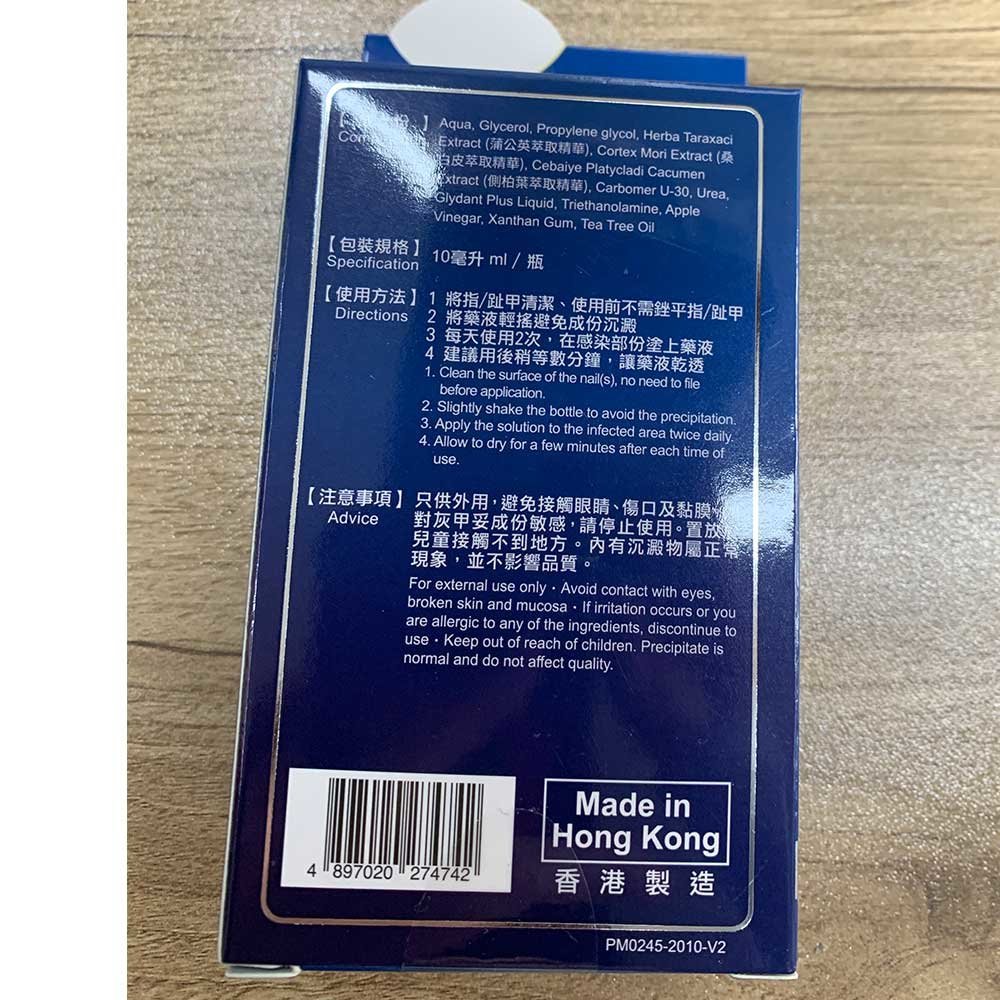 【 】 Aqua, Glycerol, Propylene glycol, Herba Taraxaci
Extract (蒲公英萃取精華), Cortex Mori Extract (桑
白皮萃取精華), Cebaiye Platycladi Cacumen
Extract (側柏葉萃取精華), Carbomer U-30, Urea,
Glydant Plus Liquid, Triethanolamine, Apple
Vinegar, Xanthan Gum, Tea Tree Oil
【包裝規格】
Specification
10毫升 ml / 瓶
【使用方法】
Directions
1 將指/趾甲清潔、使用前不需銼平指/趾甲
2 將藥液輕搖避免成份沉澱
3 每天使用2次，在感染部份塗上藥液
4 建議用後稍等數分鐘，讓藥液乾透
1. Clean the surface of the nail(s), no need to file
before application.
2. Slightly shake the bottle to avoid the precipitation.
3. Apply the solution to the infected area twice daily.
4. Allow to dry for a few minutes after each time of
use.
【注意事項】
Advice
只供外用，避免接觸眼睛、傷口及黏膜。
對灰甲妥成份敏感，請停止使用。置放
兒童接觸不到地方。內有沉澱物屬正常
現象，並不影響品質。
For external use only · Avoid contact with eyes,
broken skin and mucosa · If irritation occurs or you
are allergic to any of the ingredients, discontinue to
use · Keep out of reach of children. Precipitate is
normal and do not affect quality.
4 897020 274742
Made in
Hong Kong
香港製造
PM0245-2010-V2